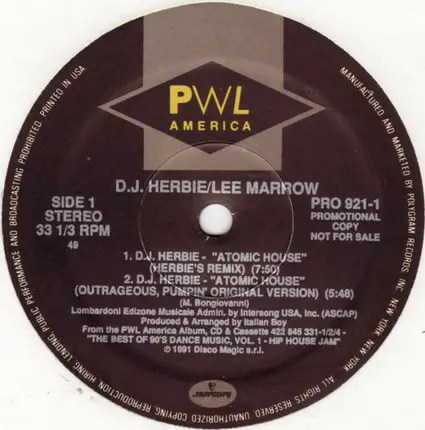 PWL
AMERICA
D.J. HERBIE/LEE MARROW
SIDE 1
STEREO
33 1/3 RPM
49
PRO 921-1
PROMOTIONAL
COPY
NOT FOR SALE
1. D.J. HERBIE - "ATOMIC HOUSE"
(HERBIE'S REMIX) (7:50)
2. D.J. HERBIE - "ATOMIC HOUSE"
(OUTRAGEOUS, PUMPIN' ORIGINAL VERSION) (5:48)
(M. Bongiovanni)
Lombardoni Edizone Musicale Admin. by Intersong USA, Inc. (ASCAP)
Produced & Arranged by Italian Boy
From the PWL America Album, CD & Cassette 422 845 331-1/2/4 -
"THE BEST OF 90'S DANCE MUSIC, VOL. 1 - HIP HOUSE JAM"
℗ 1991 Disco Magic s.r.l.
MANUFACTURED AND MARKETED BY POLYGRAM RECORDS INC. NEW YORK, NEW YORK. ALL RIGHTS RESERVED. UNAUTHORIZED COPYING, REPRODUCTION, HIRING, LENDING, PUBLIC PERFORMANCE AND BROADCASTING PROHIBITED. PRINTED IN USA.